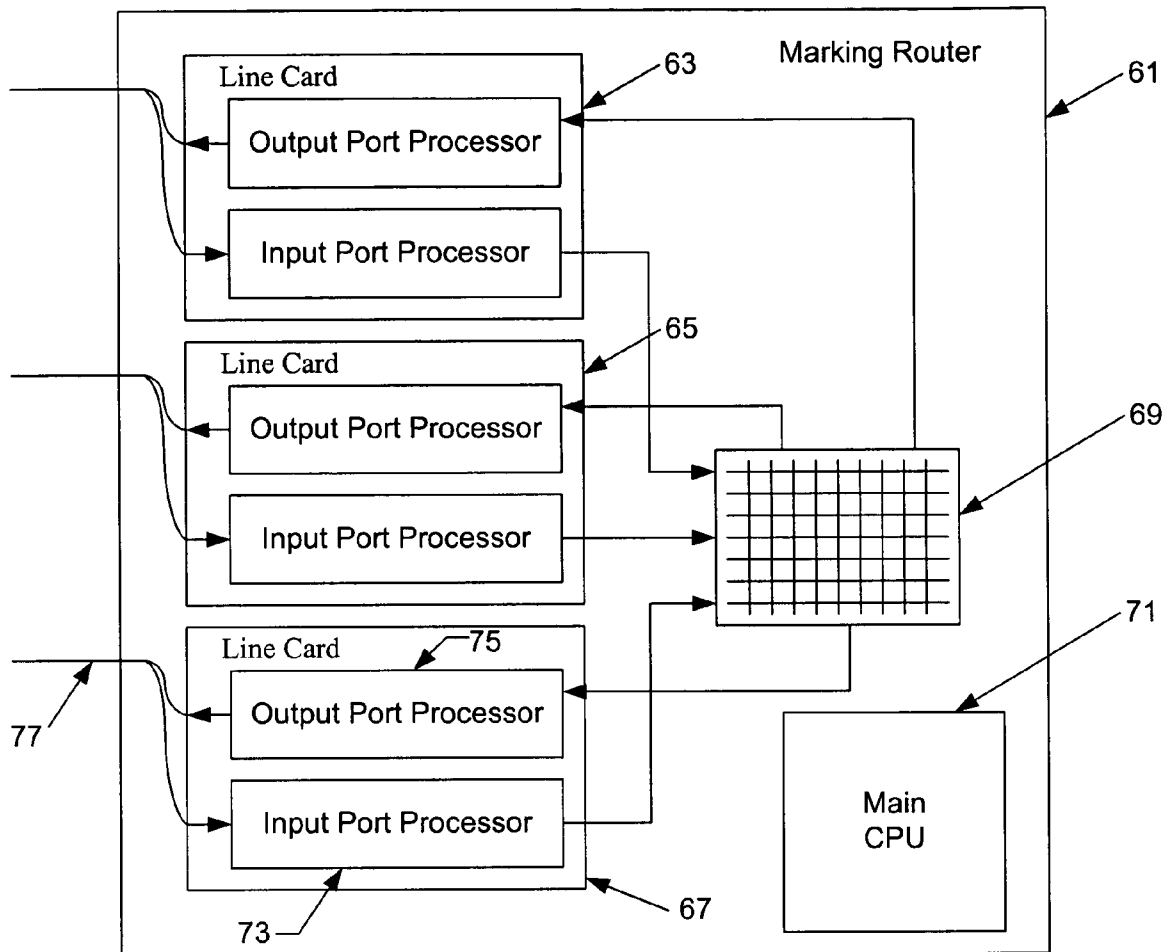 Marking Router
61
63
Line Card
Output Port Processor
Input Port Processor
65
Line Card
Output Port Processor
Input Port Processor
69
71
Line Card
75
Output Port Processor
Input Port Processor
77
73
67
Main
CPU